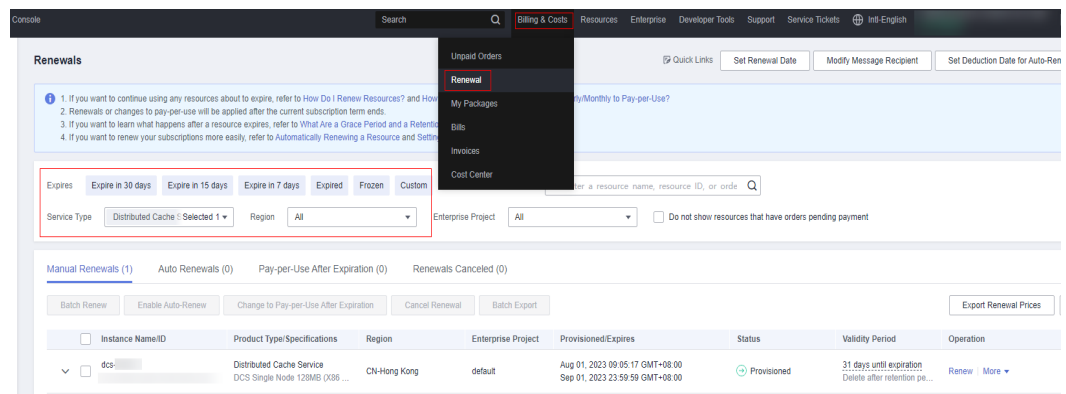 Console Search Billing & Costs Resources Enterprise Developer Tools Support Service Tickets Intl-English
Unpaid Orders
Renewal
My Packages
Bills
Invoices
Cost Center
Renewals Quick Links Set Renewal Date Modify Message Recipient Set Deduction Date for Auto-Ren
1. If you want to continue using any resources about to expire, refer to How Do I Renew Resources? and How rly/Monthly to Pay-per-Use?
2. Renewals or changes to pay-per-use will be applied after the current subscription term ends.
3. If you want to learn what happens after a resource expires, refer to What Are a Grace Period and a Retentio
4. If you want to renew your subscriptions more easily, refer to Automatically Renewing a Resource and Setting
Expires Expire in 30 days Expire in 15 days Expire in 7 days Expired Frozen Custom ter a resource name, resource ID, or orde
Service Type Distributed Cache S Selected 1 Region All Enterprise Project All Do not show resources that have orders pending payment
Manual Renewals (1) Auto Renewals (0) Pay-per-Use After Expiration (0) Renewals Canceled (0)
Batch Renew Enable Auto-Renew Change to Pay-per-Use After Expiration Cancel Renewal Batch Export Export Renewal Prices
Instance Name/ID Product Type/Specifications Region Enterprise Project Provisioned/Expires Status Validity Period Operation
dcs- Distributed Cache Service CN-Hong Kong default Aug 01, 2023 09:05:17 GMT+08:00 Provisioned 31 days until expiration Renew More
DCS Single Node 128MB (X86 ... Sep 01, 2023 23:59:59 GMT+08:00 Delete after retention pe...